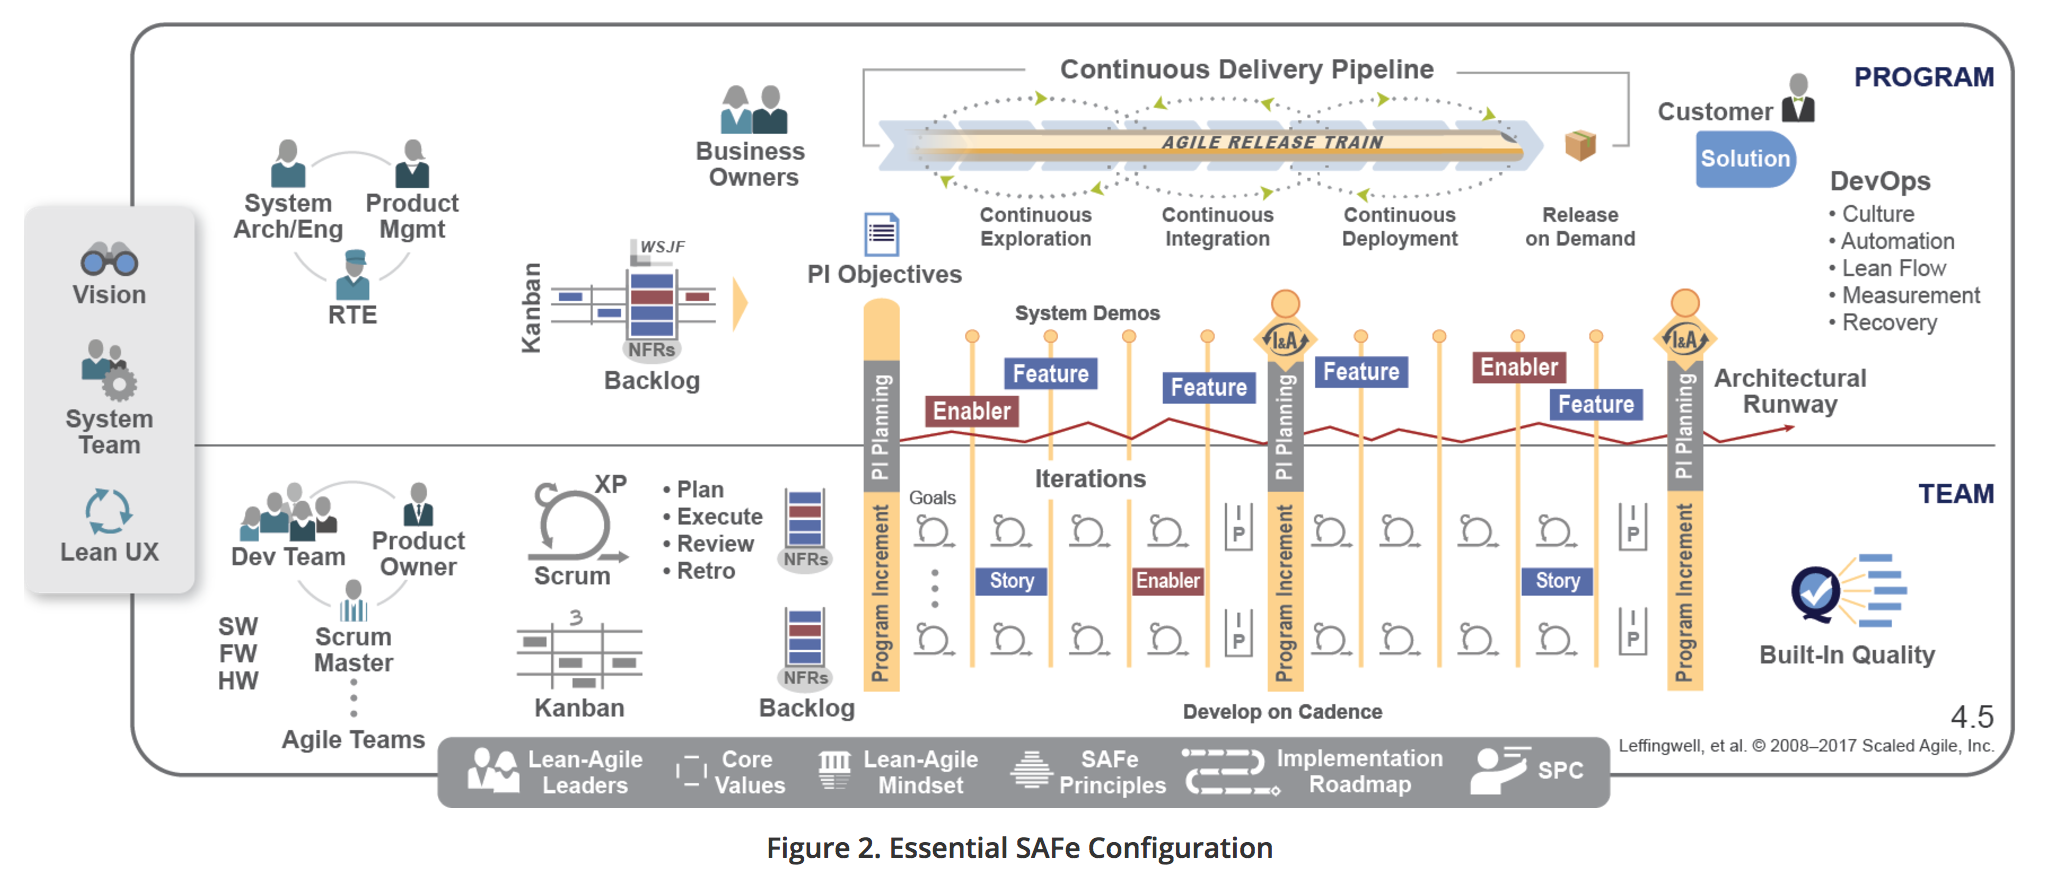 PROGRAM
Continuous Delivery Pipeline
AGILE RELEASE TRAIN
Continuous
Exploration
Continuous
Integration
Continuous
Deployment
Release
on Demand
Customer
Solution
DevOps
• Culture
• Automation
• Lean Flow
• Measurement
• Recovery
Business
Owners
System
Arch/Eng
Product
Mgmt
RTE
Vision
System
Team
Lean UX
Kanban
WSJF
NFRs
Backlog
PI Objectives
System Demos
I&A
I&A
Enabler
Feature
Feature
Feature
Enabler
Feature
Architectural
Runway
PI Planning
PI Planning
PI Planning
TEAM
Dev Team
Product
Owner
Scrum
Master
SW
FW
HW
Agile Teams
XP
Scrum
• Plan
• Execute
• Review
• Retro
3
Kanban
NFRs
NFRs
Backlog
Iterations
Goals
Program Increment
Program Increment
Program Increment
I
P
I
P
Story
Enabler
Story
I
P
I
P
Develop on Cadence
Built-In Quality
4.5
Leffingwell, et al. © 2008–2017 Scaled Agile, Inc.
Lean-Agile
Leaders
Core
Values
Lean-Agile
Mindset
SAFe
Principles
Implementation
Roadmap
SPC
Figure 2. Essential SAFe Configuration